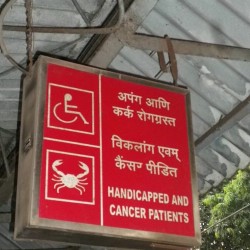 अपंग आणि
कर्क रोगग्रस्त
विकलांग एवम्
कैंसर पीडित
HANDICAPPED AND
CANCER PATIENTS